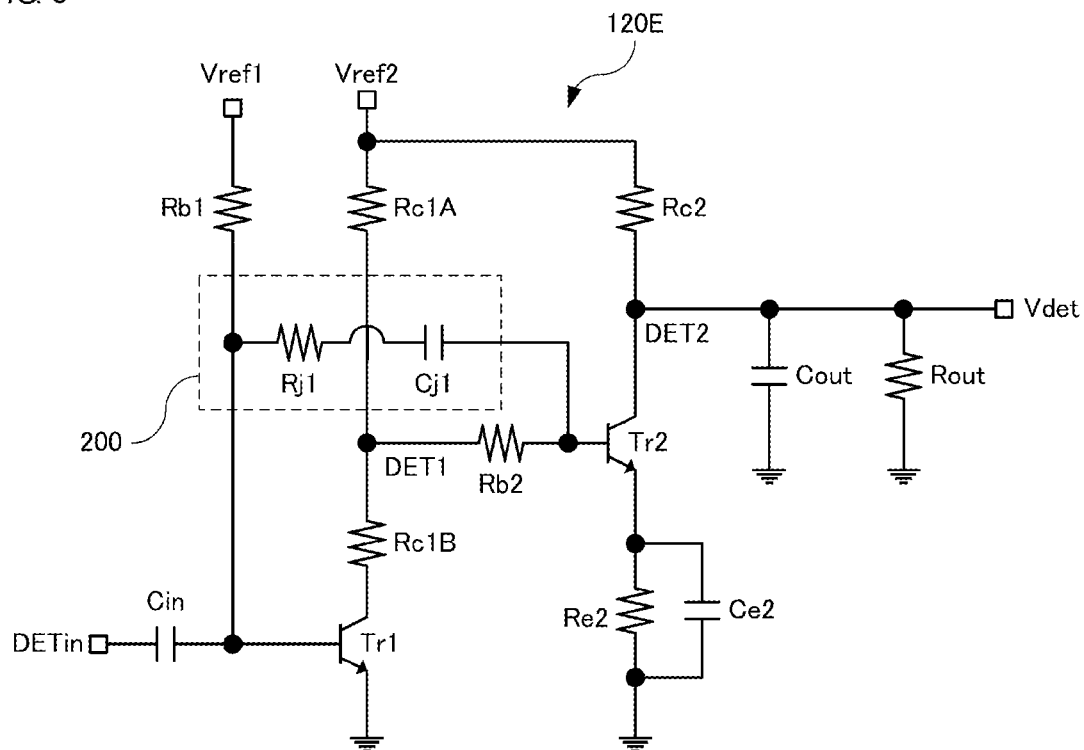 120E
Vref1
Vref2
Rb1
Rc1A
Rc2
Vdet
DET2
Rj1
Cj1
Cout
Rout
200
DET1
Rb2
Tr2
Rc1B
Cin
Re2
Ce2
DETin
Tr1